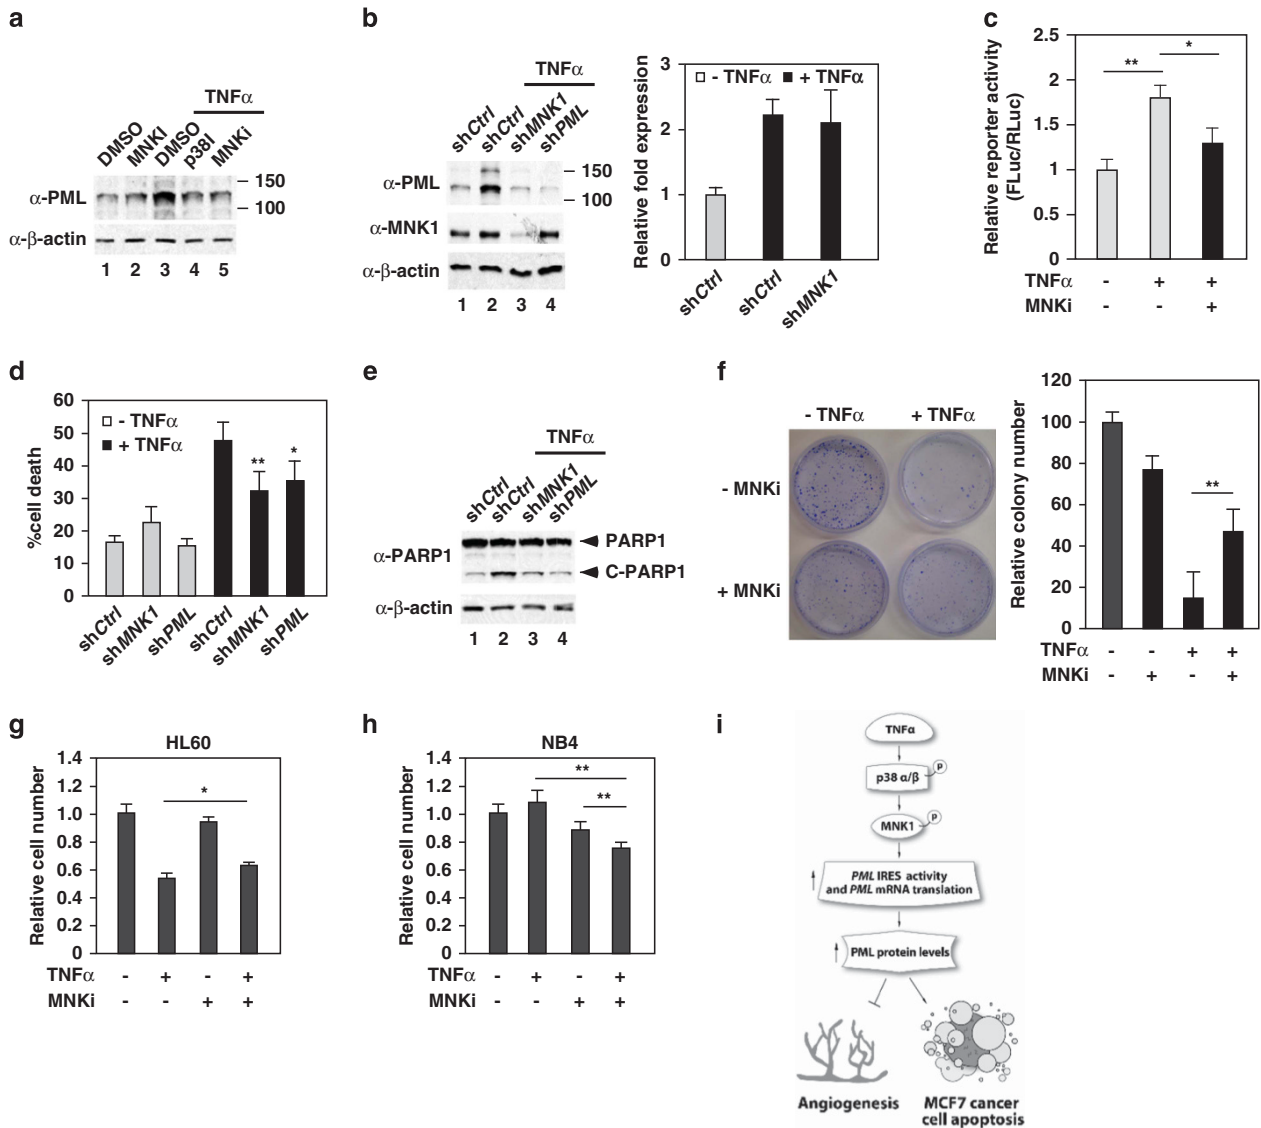 a
TNFα
DMSO
MNKI
DMSO
p38I
MNKi
α-PML
150
100
α-β-actin
1 2 3 4 5
b
TNFα
shCtrl
shCtrl
shMNK1
shPML
α-PML
150
100
α-MNK1
α-β-actin
1 2 3 4
Relative fold expression
3
2
1
0
- TNFα + TNFα
shCtrl
shCtrl
shMNK1
c
Relative reporter activity
(FLuc/RLuc)
2.5
2
1.5
1
0.5
0
**
*
TNFα - + +
MNKi - - +
d
%cell death
60
50
40
30
20
10
0
- TNFα
+ TNFα
**
*
shCtrl
shMNK1
shPML
shCtrl
shMNK1
shPML
e
TNFα
shCtrl
shCtrl
shMNK1
shPML
α-PARP1
PARP1
C-PARP1
α-β-actin
1 2 3 4
f
- TNFα + TNFα
- MNKi
+ MNKi
Relative colony number
120
100
80
60
40
20
0
**
TNFα - - + +
MNKi - + - +
g
HL60
Relative cell number
1.4
1.2
1.0
0.8
0.6
0.4
0.2
0
*
TNFα - + - +
MNKi - - + +
h
NB4
Relative cell number
1.4
1.2
1.0
0.8
0.6
0.4
0.2
0
**
**
TNFα - + - +
MNKi - - + +
i
TNFα
p38 α/β
P
MNK1
P
PML IRES activity
and PML mRNA translation
PML protein levels
Angiogenesis
MCF7 cancer
cell apoptosis